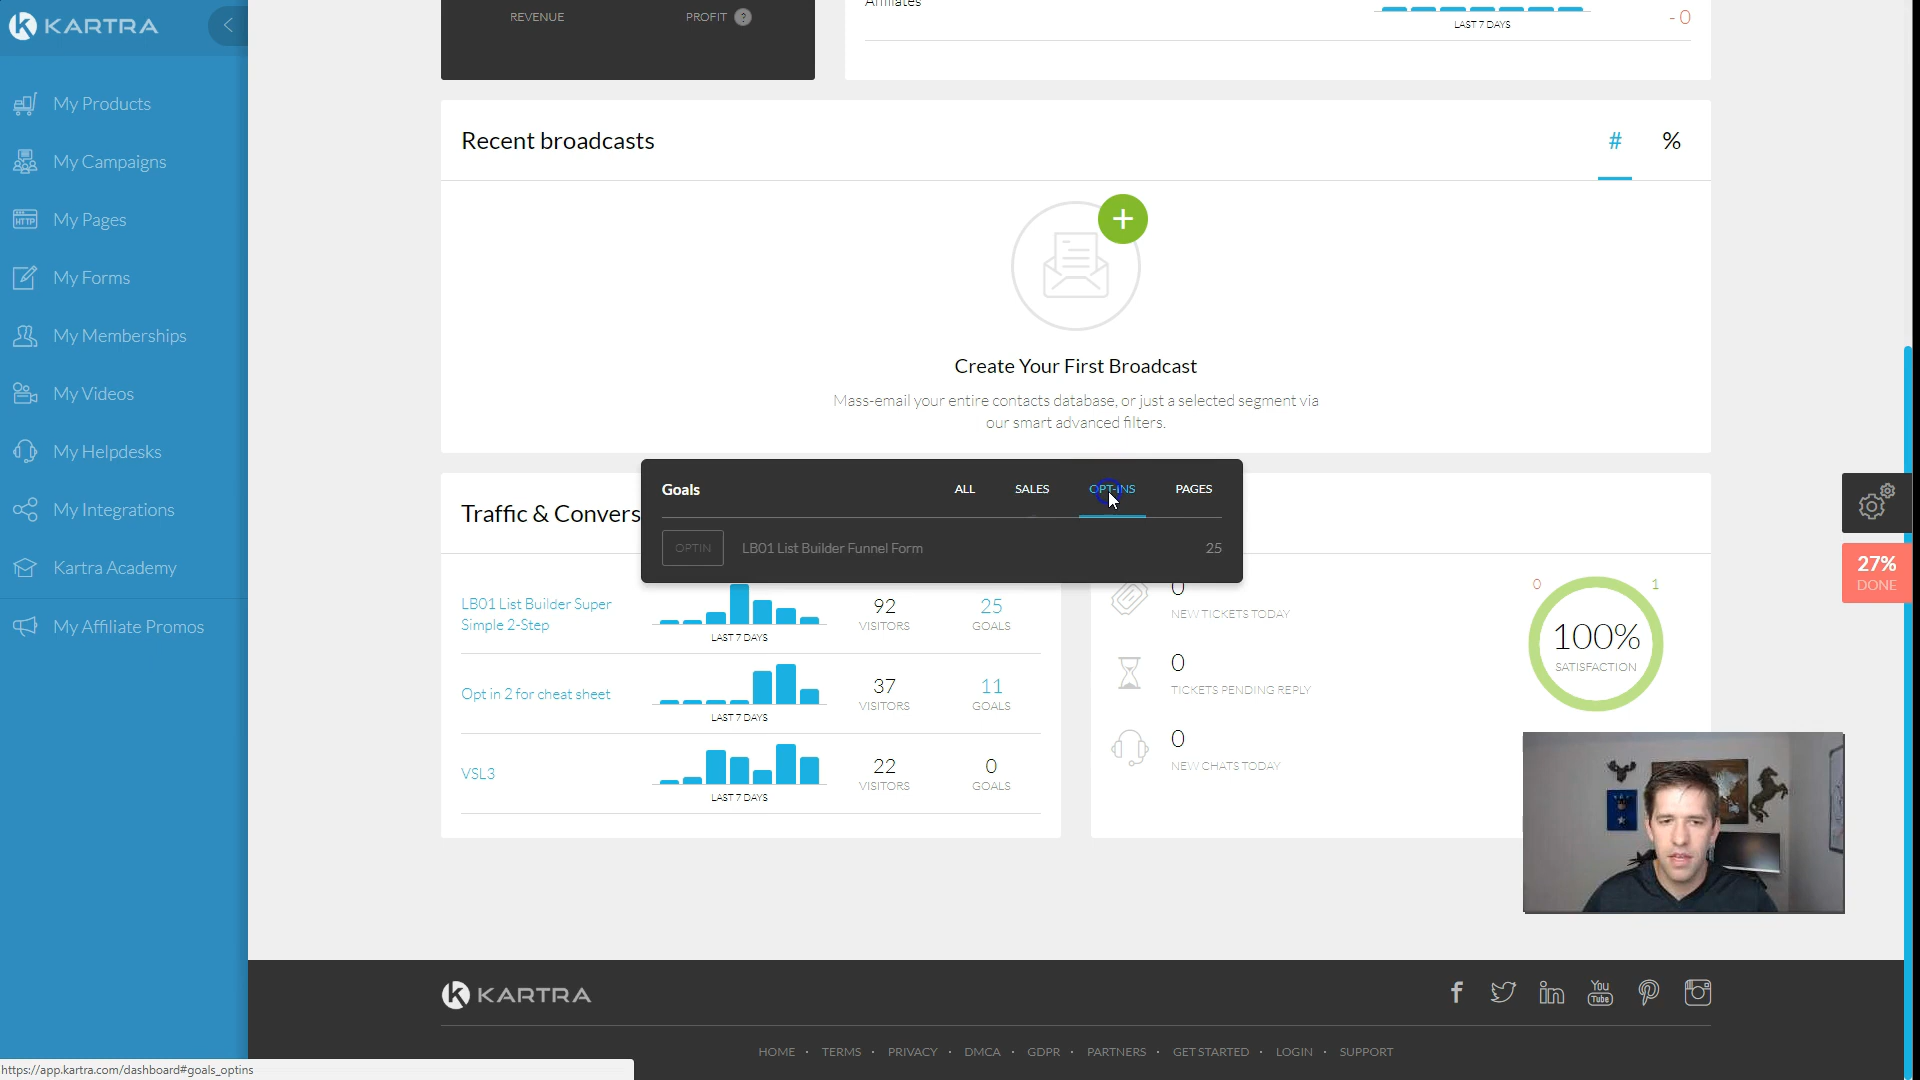 KARTRA
My Products
My Campaigns
HTTP
My Pages
My Forms
My Memberships
My Videos
My Helpdesks
My Integrations
Kartra Academy
My Affiliate Promos
REVENUE
PROFIT ?
Affiliates
LAST 7 DAYS
- 0
Recent broadcasts
# %
Create Your First Broadcast
Mass-email your entire contacts database, or just a selected segment via
our smart advanced filters.
Goals
ALL SALES OPT-INS PAGES
OPTIN LB01 List Builder Funnel Form 25
Traffic & Convers
LB01 List Builder Super
Simple 2-Step
LAST 7 DAYS
92
VISITORS
25
GOALS
Opt in 2 for cheat sheet
LAST 7 DAYS
37
VISITORS
11
GOALS
VSL3
LAST 7 DAYS
22
VISITORS
0
GOALS
0
NEW TICKETS TODAY
0
TICKETS PENDING REPLY
0
NEW CHATS TODAY
0 1
100%
SATISFACTION
27%
DONE
KARTRA
You
Tube
HOME • TERMS • PRIVACY • DMCA • GDPR • PARTNERS • GET STARTED • LOGIN • SUPPORT
https://app.kartra.com/dashboard#goals_optins